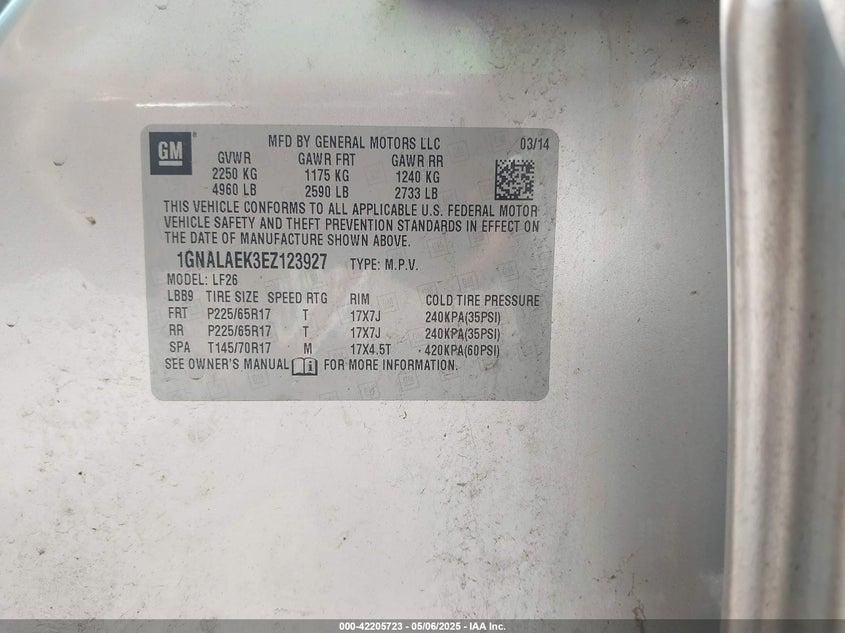 GM
MFD BY GENERAL MOTORS LLC 03/14
GVWR GAWR FRT GAWR RR
2250 KG 1175 KG 1240 KG
4960 LB 2590 LB 2733 LB
THIS VEHICLE CONFORMS TO ALL APPLICABLE U.S. FEDERAL MOTOR
VEHICLE SAFETY AND THEFT PREVENTION STANDARDS IN EFFECT ON
THE DATE OF MANUFACTURE SHOWN ABOVE.
1GNALAEK3EZ123927 TYPE: M.P.V.
MODEL: LF26
LBB9 TIRE SIZE SPEED RTG RIM COLD TIRE PRESSURE
FRT P225/65R17 T 17X7J 240KPA(35PSI)
RR P225/65R17 T 17X7J 240KPA(35PSI)
SPA T145/70R17 M 17X4.5T 420KPA(60PSI)
SEE OWNER'S MANUAL FOR MORE INFORMATION.
000-42205723 - 05/06/2025 - IAA Inc.